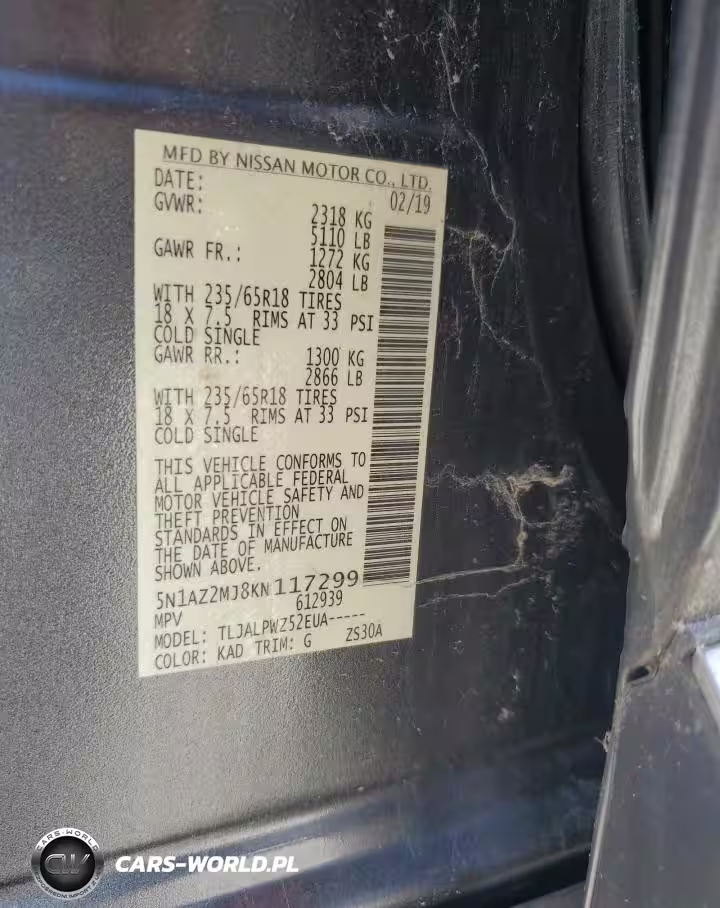 MFD BY NISSAN MOTOR CO., LTD.
DATE: 02/19
GVWR: 2318 KG
5110 LB
GAWR FR.: 1272 KG
2804 LB
WITH 235/65R18 TIRES
18 X 7.5 RIMS AT 33 PSI
COLD SINGLE
GAWR RR.: 1300 KG
2866 LB
WITH 235/65R18 TIRES
18 X 7.5 RIMS AT 33 PSI
COLD SINGLE
THIS VEHICLE CONFORMS TO
ALL APPLICABLE FEDERAL
MOTOR VEHICLE SAFETY AND
THEFT PREVENTION
STANDARDS IN EFFECT ON
THE DATE OF MANUFACTURE
SHOWN ABOVE.
5N1AZ2MJ8KN117299
612939
MPV
MODEL: TLJALPWZ52EUA-----
COLOR: KAD TRIM: G ZS30A
CARS-WORLD
CW
CARS-WORLD.PL